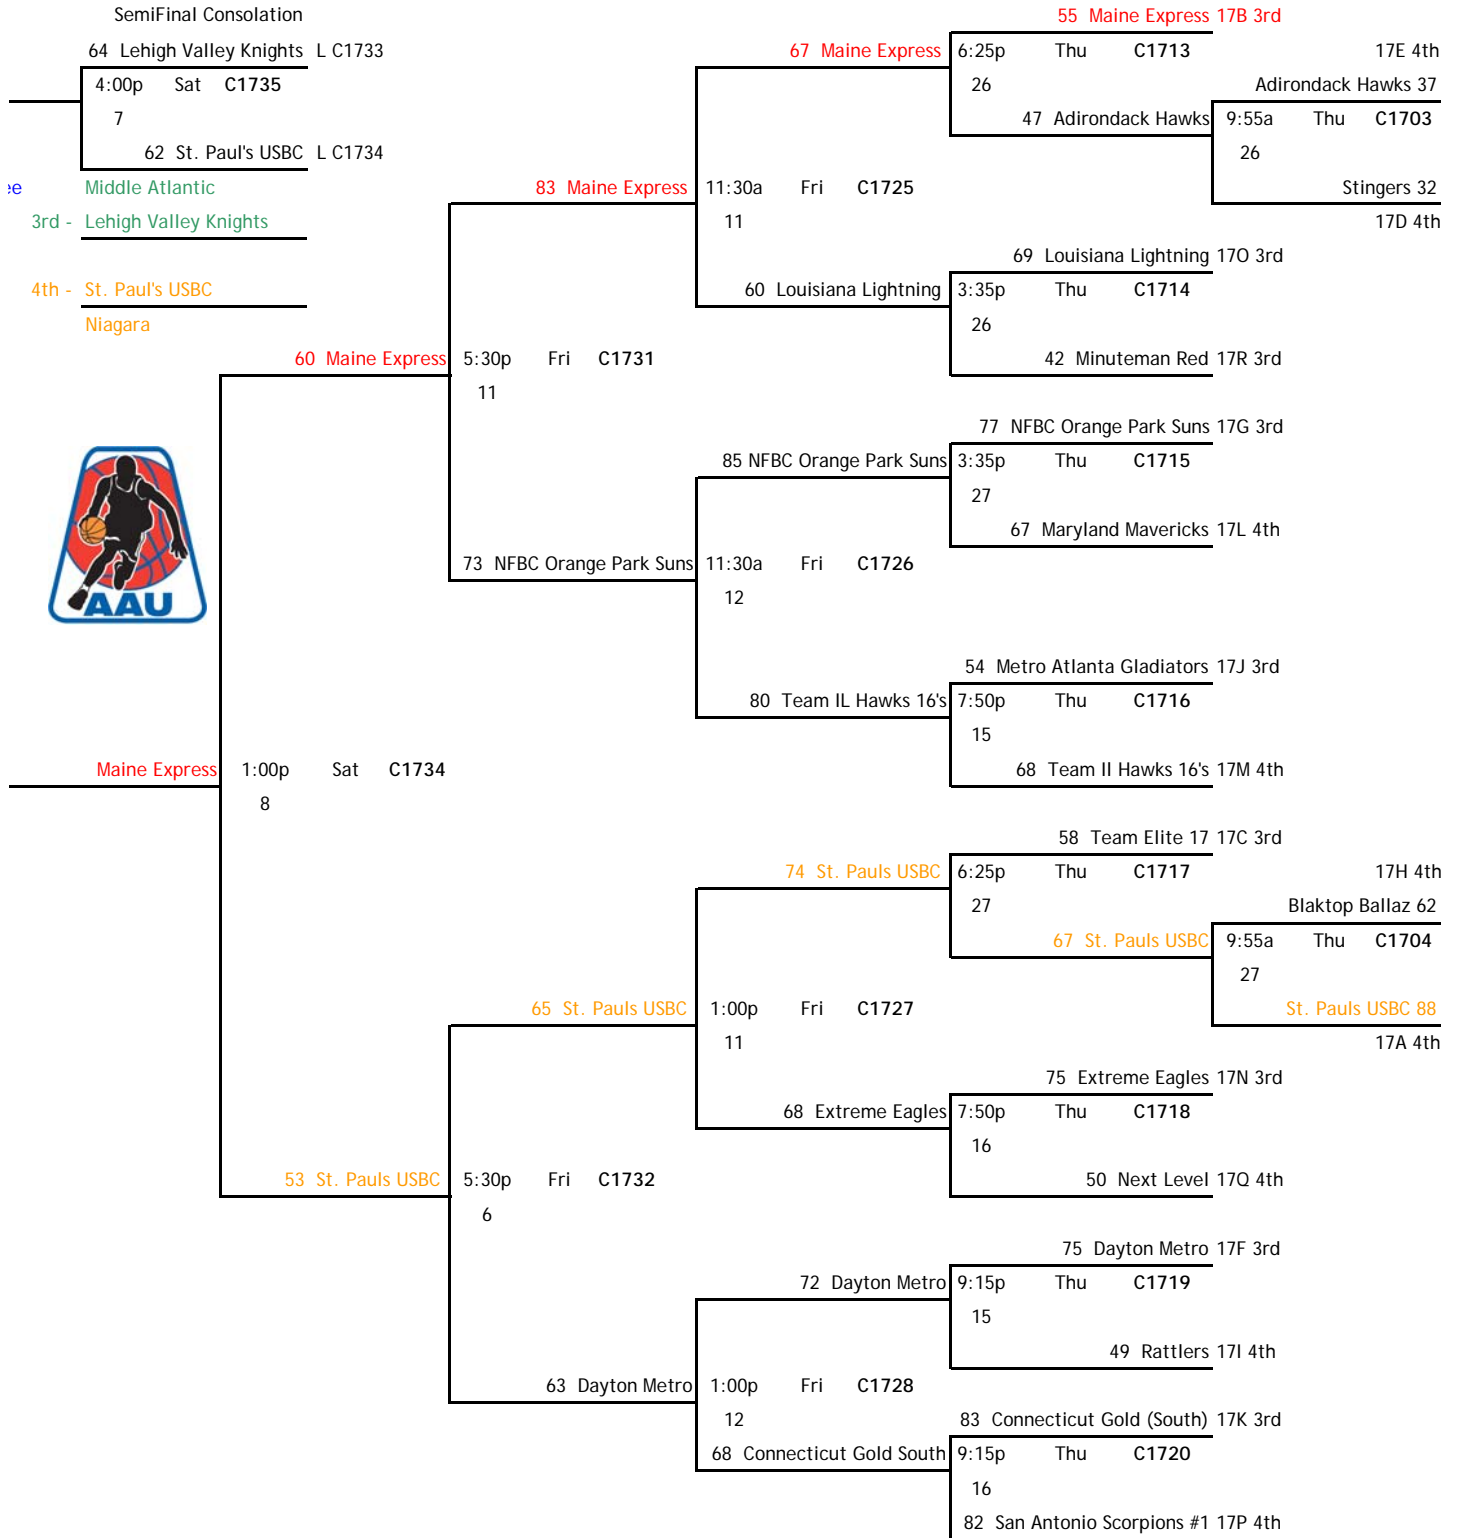 SemiFinal Consolation
55 Maine Express 17B 3rd
64 Lehigh Valley Knights L C1733
67 Maine Express 6:25p Thu C1713
17E 4th
4:00p Sat C1735
26
Adirondack Hawks 37
7
47 Adirondack Hawks 9:55a Thu C1703
62 St. Paul's USBC L C1734
26
ee Middle Atlantic
83 Maine Express 11:30a Fri C1725
Stingers 32
3rd - Lehigh Valley Knights
11
17D 4th
69 Louisiana Lightning 17O 3rd
4th - St. Paul's USBC
60 Louisiana Lightning 3:35p Thu C1714
Niagara
26
60 Maine Express 5:30p Fri C1731
42 Minuteman Red 17R 3rd
11
77 NFBC Orange Park Suns 17G 3rd
85 NFBC Orange Park Suns 3:35p Thu C1715
27
67 Maryland Mavericks 17L 4th
73 NFBC Orange Park Suns 11:30a Fri C1726
12
AAU
54 Metro Atlanta Gladiators 17J 3rd
80 Team IL Hawks 16's 7:50p Thu C1716
15
Maine Express 1:00p Sat C1734
68 Team Il Hawks 16's 17M 4th
8
58 Team Elite 17 17C 3rd
74 St. Pauls USBC 6:25p Thu C1717
17H 4th
27
Blaktop Ballaz 62
67 St. Pauls USBC 9:55a Thu C1704
27
65 St. Pauls USBC 1:00p Fri C1727
St. Pauls USBC 88
11
17A 4th
75 Extreme Eagles 17N 3rd
68 Extreme Eagles 7:50p Thu C1718
16
53 St. Pauls USBC 5:30p Fri C1732
50 Next Level 17Q 4th
6
75 Dayton Metro 17F 3rd
72 Dayton Metro 9:15p Thu C1719
15
49 Rattlers 17I 4th
63 Dayton Metro 1:00p Fri C1728
12
83 Connecticut Gold (South) 17K 3rd
68 Connecticut Gold South 9:15p Thu C1720
16
82 San Antonio Scorpions #1 17P 4th